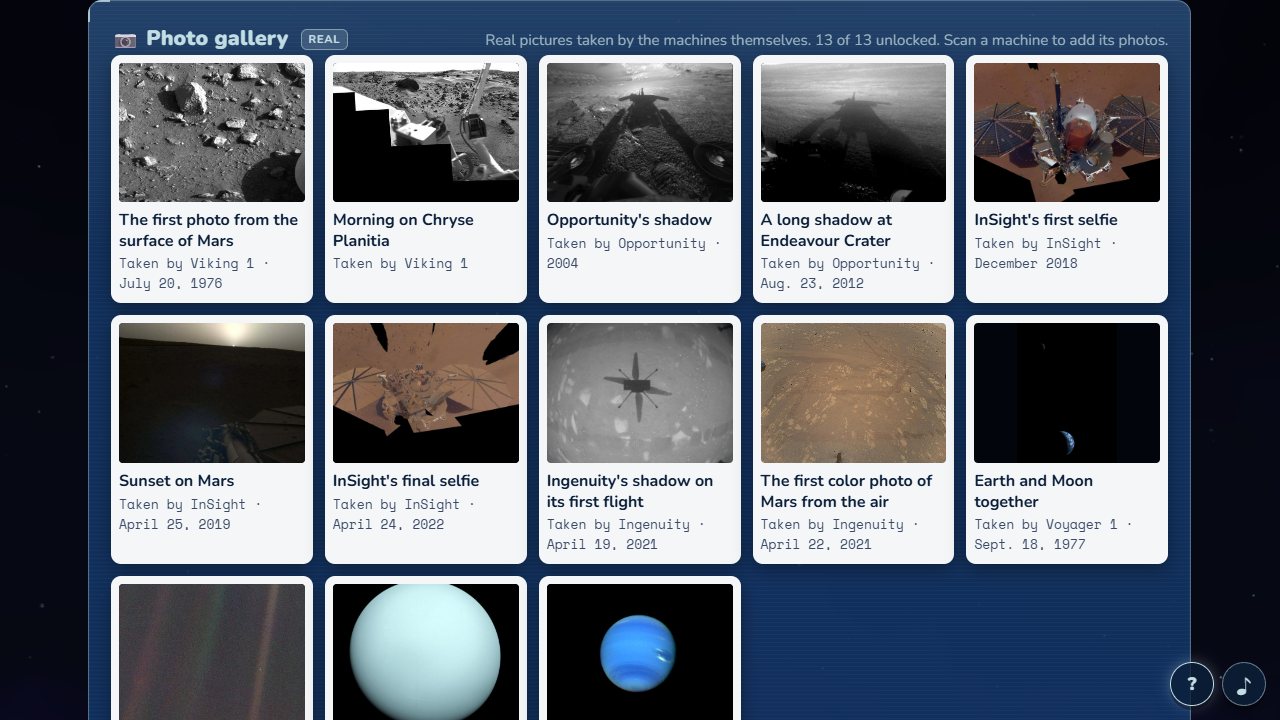 Photo gallery REAL
Real pictures taken by the machines themselves. 13 of 13 unlocked. Scan a machine to add its photos.
The first photo from the
surface of Mars
Taken by Viking 1 ·
July 20, 1976
Morning on Chryse
Planitia
Taken by Viking 1
Opportunity's shadow
Taken by Opportunity ·
2004
A long shadow at
Endeavour Crater
Taken by Opportunity ·
Aug. 23, 2012
InSight's first selfie
Taken by InSight ·
December 2018
Sunset on Mars
Taken by InSight ·
April 25, 2019
InSight's final selfie
Taken by InSight ·
April 24, 2022
Ingenuity's shadow on
its first flight
Taken by Ingenuity ·
April 19, 2021
The first color photo of
Mars from the air
Taken by Ingenuity ·
April 22, 2021
Earth and Moon
together
Taken by Voyager 1 ·
Sept. 18, 1977
?